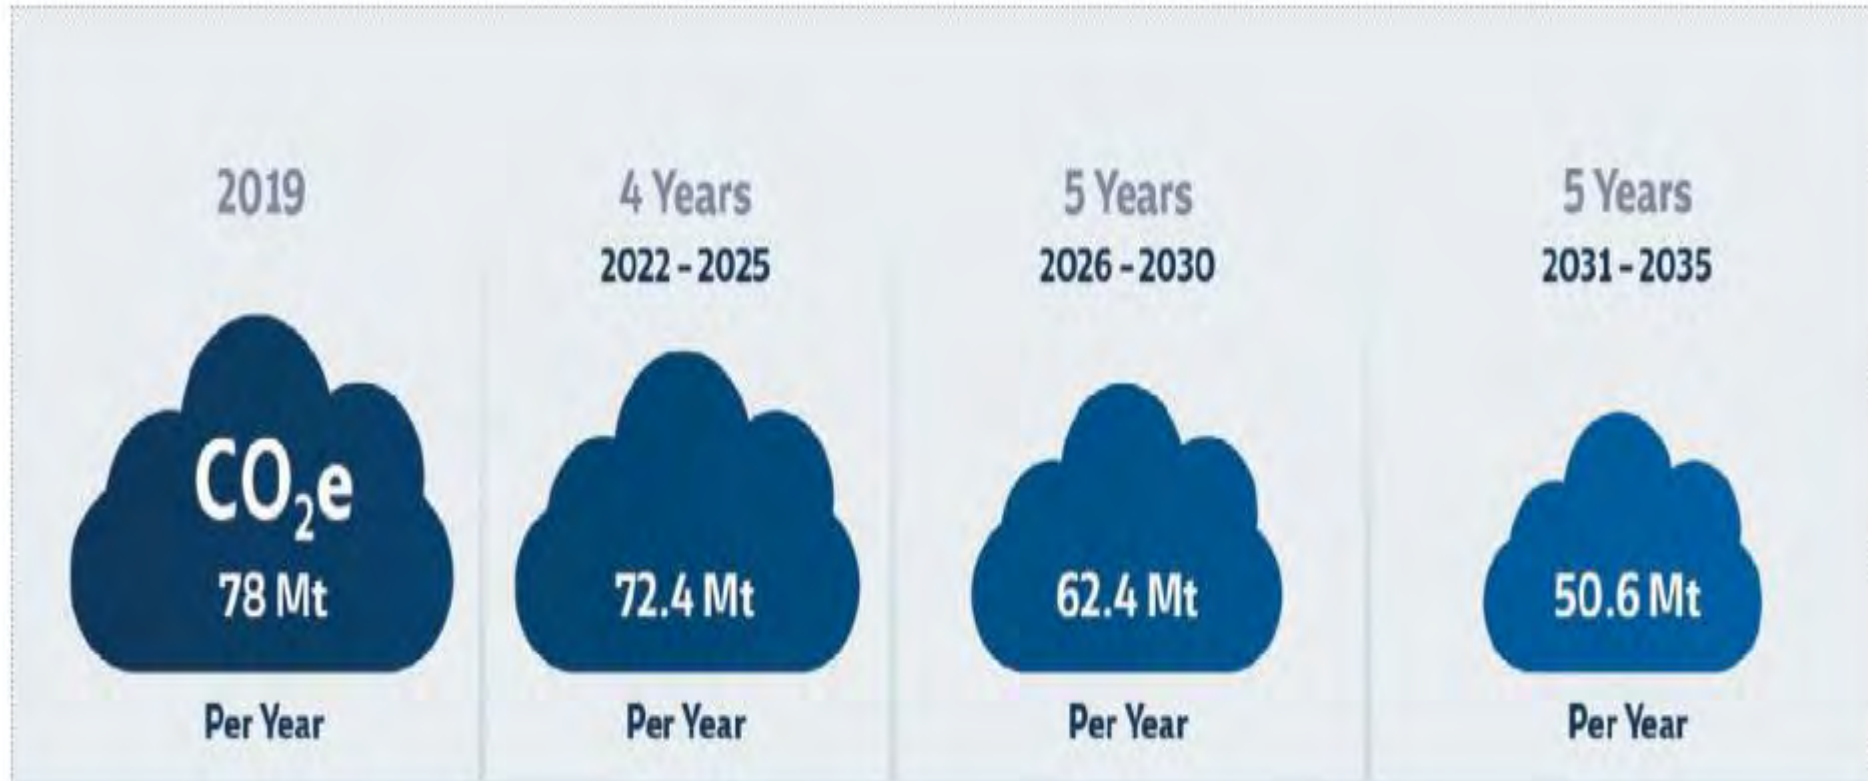 2019
CO₂e
78 Mt
Per Year
4 Years
2022 – 2025
72.4 Mt
Per Year
5 Years
2026 – 2030
62.4 Mt
Per Year
5 Years
2031 – 2035
50.6 Mt
Per Year